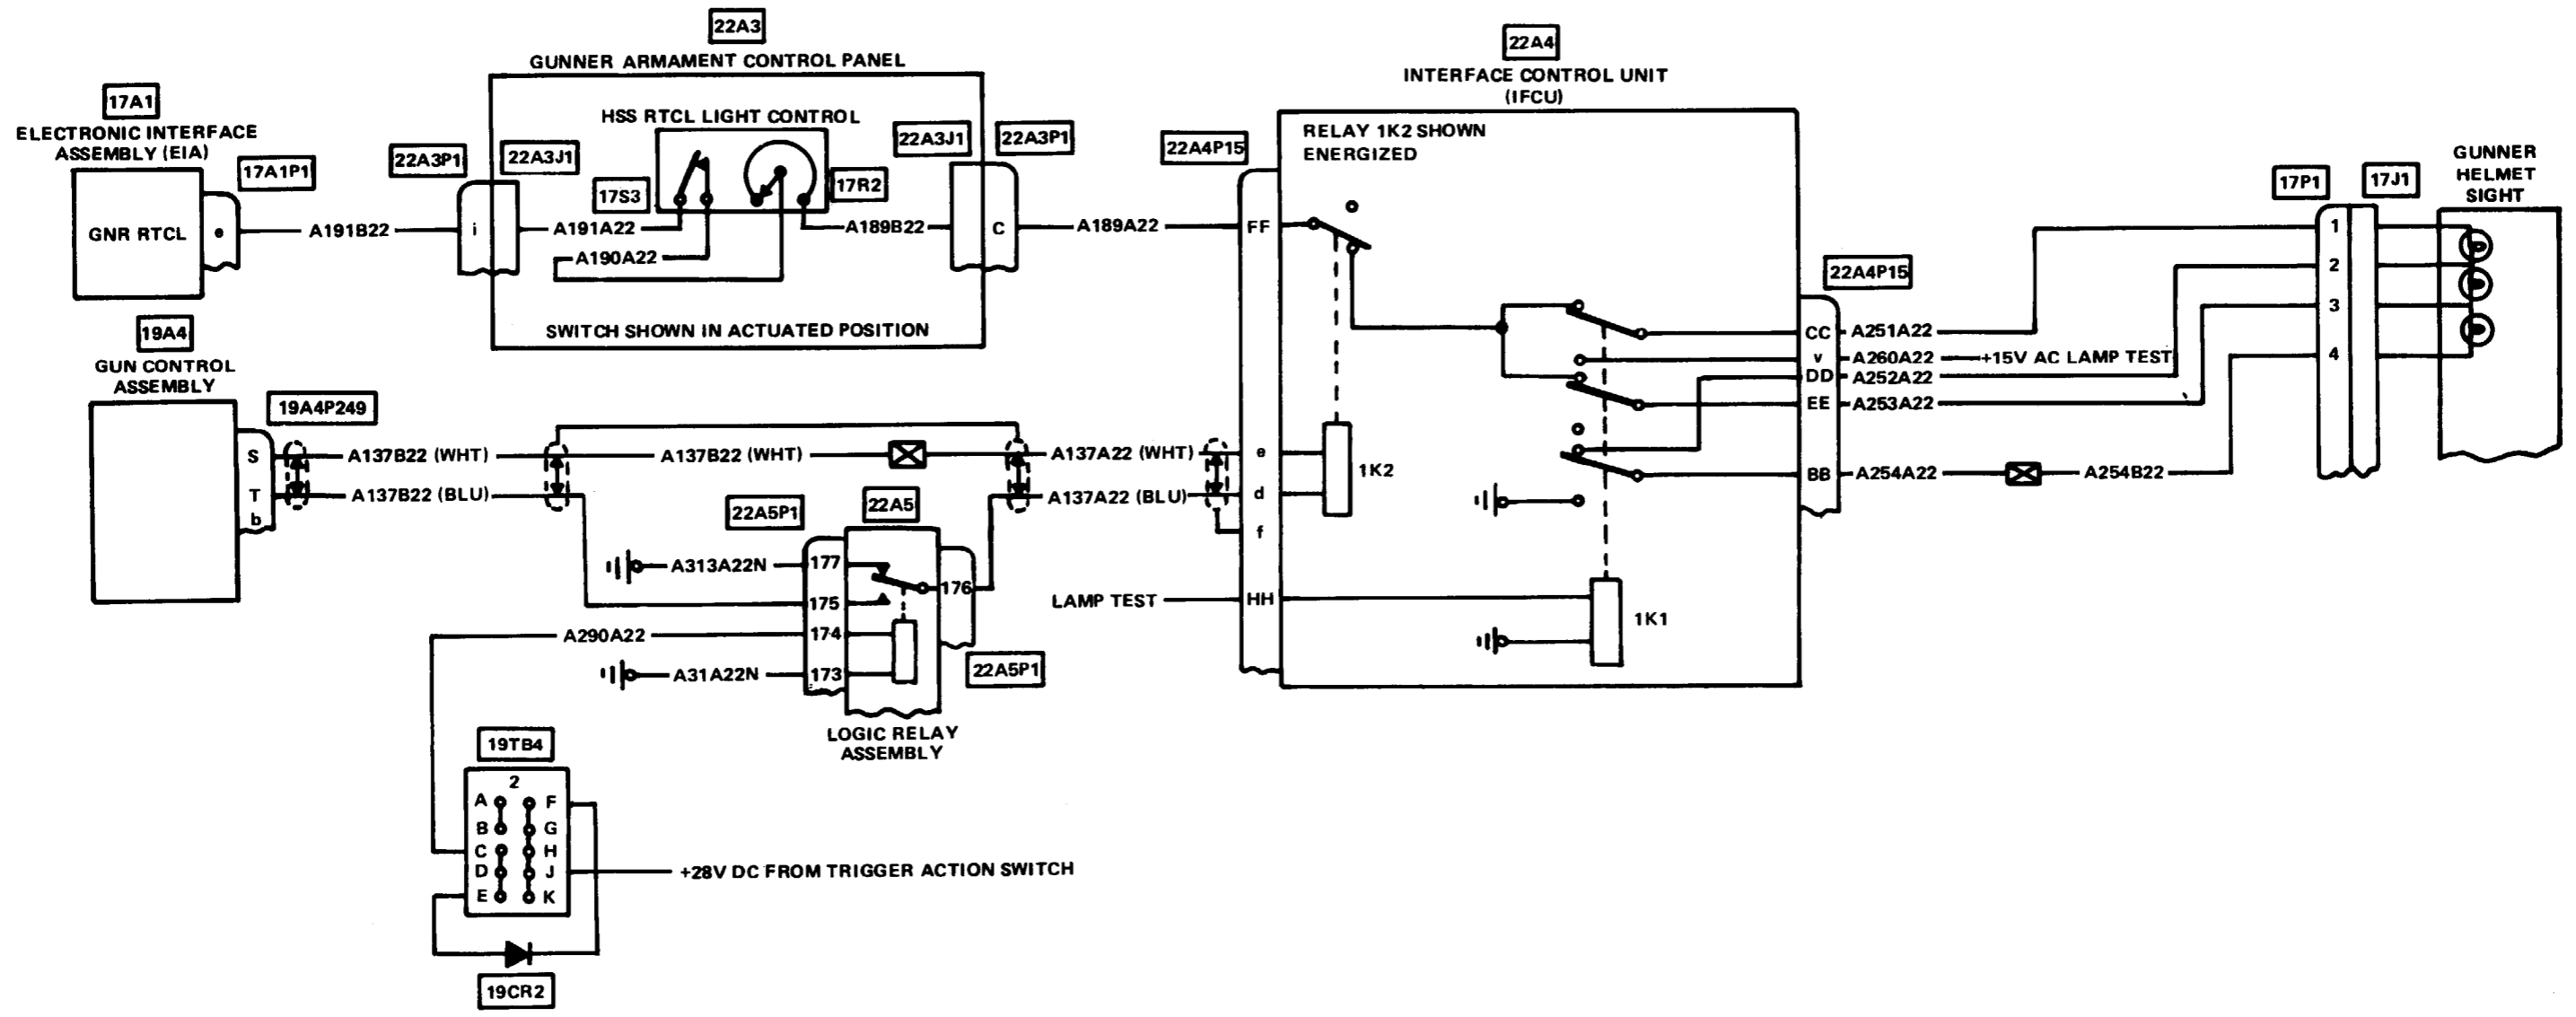 22A3
GUNNER ARMAMENT CONTROL PANEL
22A4
INTERFACE CONTROL UNIT
(IFCU)
17A1
ELECTRONIC INTERFACE
ASSEMBLY (EIA)
17A1P1
22A3P1
22A3J1
HSS RTCL LIGHT CONTROL
17S3
17R2
22A3J1
22A3P1
GNR RTCL
e
A191B22
i
A191A22
A190A22
A189B22
C
A189A22
SWITCH SHOWN IN ACTUATED POSITION
22A4P15
RELAY 1K2 SHOWN
ENERGIZED
FF
22A4P15
CC
A251A22
v
A260A22
+15V AC LAMP TEST
DD
A252A22
EE
A253A22
BB
A254A22
A254B22
17P1
17J1
GUNNER
HELMET
SIGHT
1
2
3
4
19A4
GUN CONTROL
ASSEMBLY
19A4P249
S
A137B22 (WHT)
A137B22 (WHT)
A137A22 (WHT)
e
T
A137B22 (BLU)
A137A22 (BLU)
d
b
f
1K2
22A5P1
22A5
A313A22N
177
176
175
LAMP TEST
HH
1K1
A290A22
174
A31A22N
173
22A5P1
LOGIC RELAY
ASSEMBLY
19TB4
2
A F
B G
C H
D J
E K
+28V DC FROM TRIGGER ACTION SWITCH
19CR2